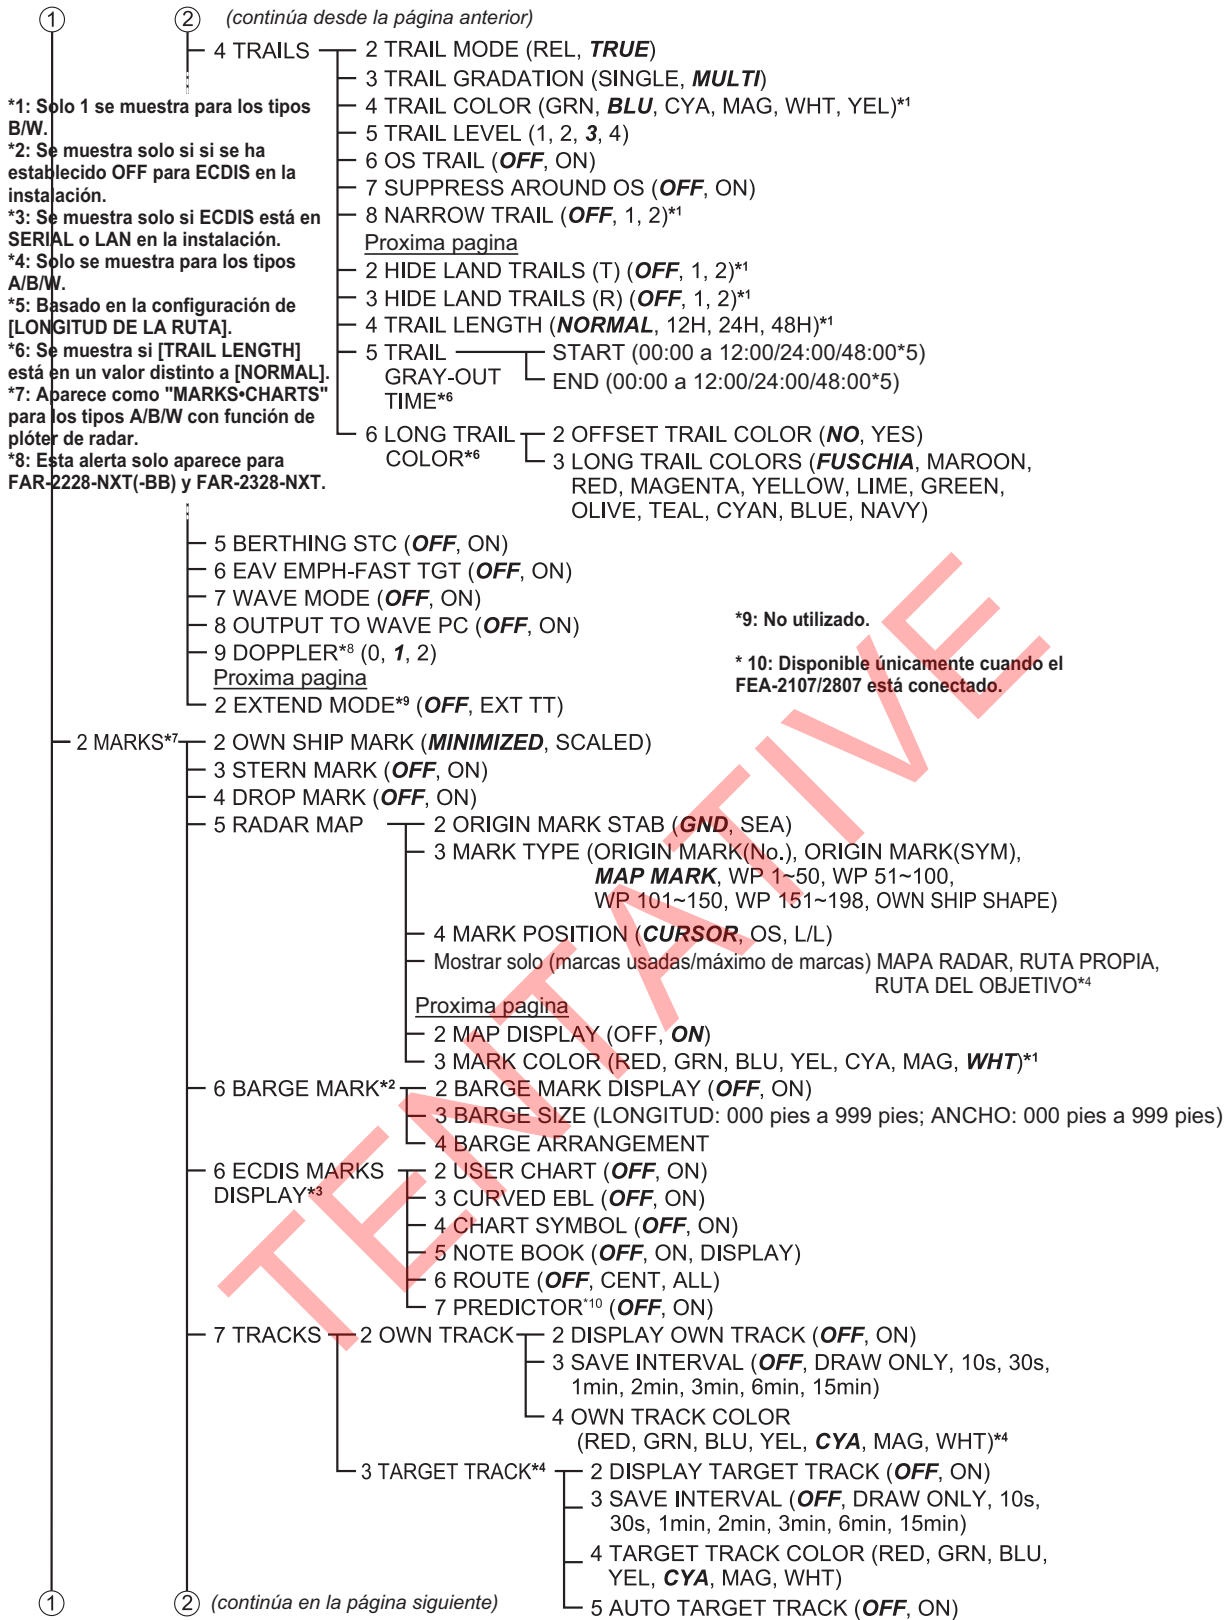 1 2 (continúa desde la página anterior)
4 TRAILS
2 TRAIL MODE (REL, TRUE)
3 TRAIL GRADATION (SINGLE, MULTI)
4 TRAIL COLOR (GRN, BLU, CYA, MAG, WHT, YEL)*1
5 TRAIL LEVEL (1, 2, 3, 4)
6 OS TRAIL (OFF, ON)
7 SUPPRESS AROUND OS (OFF, ON)
8 NARROW TRAIL (OFF, 1, 2)*1
Proxima pagina
2 HIDE LAND TRAILS (T) (OFF, 1, 2)*1
3 HIDE LAND TRAILS (R) (OFF, 1, 2)*1
4 TRAIL LENGTH (NORMAL, 12H, 24H, 48H)*1
5 TRAIL
GRAY-OUT
TIME*6
START (00:00 a 12:00/24:00/48:00*5)
END (00:00 a 12:00/24:00/48:00*5)
6 LONG TRAIL
COLOR*6
2 OFFSET TRAIL COLOR (NO, YES)
3 LONG TRAIL COLORS (FUSCHIA, MAROON,
RED, MAGENTA, YELLOW, LIME, GREEN,
OLIVE, TEAL, CYAN, BLUE, NAVY)
*1: Solo 1 se muestra para los tipos
B/W.
*2: Se muestra solo si si se ha
establecido OFF para ECDIS en la
instalación.
*3: Se muestra solo si ECDIS está en
SERIAL o LAN en la instalación.
*4: Solo se muestra para los tipos
A/B/W.
*5: Basado en la configuración de
[LONGITUD DE LA RUTA].
*6: Se muestra si [TRAIL LENGTH]
está en un valor distinto a [NORMAL].
*7: Aparece como "MARKS•CHARTS"
para los tipos A/B/W con función de
plóter de radar.
*8: Esta alerta solo aparece para
FAR-2228-NXT(-BB) y FAR-2328-NXT.
5 BERTHING STC (OFF, ON)
6 EAV EMPH-FAST TGT (OFF, ON)
7 WAVE MODE (OFF, ON)
8 OUTPUT TO WAVE PC (OFF, ON)
9 DOPPLER*8 (0, 1, 2)
Proxima pagina
2 EXTEND MODE*9 (OFF, EXT TT)
*9: No utilizado.
* 10: Disponible únicamente cuando el
FEA-2107/2807 está conectado.
2 MARKS*7
2 OWN SHIP MARK (MINIMIZED, SCALED)
3 STERN MARK (OFF, ON)
4 DROP MARK (OFF, ON)
5 RADAR MAP
2 ORIGIN MARK STAB (GND, SEA)
3 MARK TYPE (ORIGIN MARK(No.), ORIGIN MARK(SYM),
MAP MARK, WP 1~50, WP 51~100,
WP 101~150, WP 151~198, OWN SHIP SHAPE)
4 MARK POSITION (CURSOR, OS, L/L)
Mostrar solo (marcas usadas/máximo de marcas) MAPA RADAR, RUTA PROPIA,
RUTA DEL OBJETIVO*4
Proxima pagina
2 MAP DISPLAY (OFF, ON)
3 MARK COLOR (RED, GRN, BLU, YEL, CYA, MAG, WHT)*1
6 BARGE MARK*2
2 BARGE MARK DISPLAY (OFF, ON)
3 BARGE SIZE (LONGITUD: 000 pies a 999 pies; ANCHO: 000 pies a 999 pies)
4 BARGE ARRANGEMENT
6 ECDIS MARKS
DISPLAY*3
2 USER CHART (OFF, ON)
3 CURVED EBL (OFF, ON)
4 CHART SYMBOL (OFF, ON)
5 NOTE BOOK (OFF, ON, DISPLAY)
6 ROUTE (OFF, CENT, ALL)
7 PREDICTOR*10 (OFF, ON)
7 TRACKS
2 OWN TRACK
2 DISPLAY OWN TRACK (OFF, ON)
3 SAVE INTERVAL (OFF, DRAW ONLY, 10s, 30s,
1min, 2min, 3min, 6min, 15min)
4 OWN TRACK COLOR
(RED, GRN, BLU, YEL, CYA, MAG, WHT)*4
3 TARGET TRACK*4
2 DISPLAY TARGET TRACK (OFF, ON)
3 SAVE INTERVAL (OFF, DRAW ONLY, 10s,
30s, 1min, 2min, 3min, 6min, 15min)
4 TARGET TRACK COLOR (RED, GRN, BLU,
YEL, CYA, MAG, WHT)
5 AUTO TARGET TRACK (OFF, ON)
1 2 (continúa en la página siguiente)
TENTATIVE